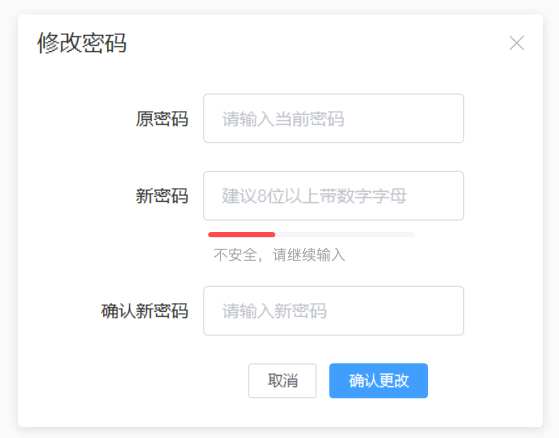 修改密码
原密码 请输入当前密码
新密码 建议8位以上带数字字母
不安全，请继续输入
确认新密码 请输入新密码
取消 确认更改